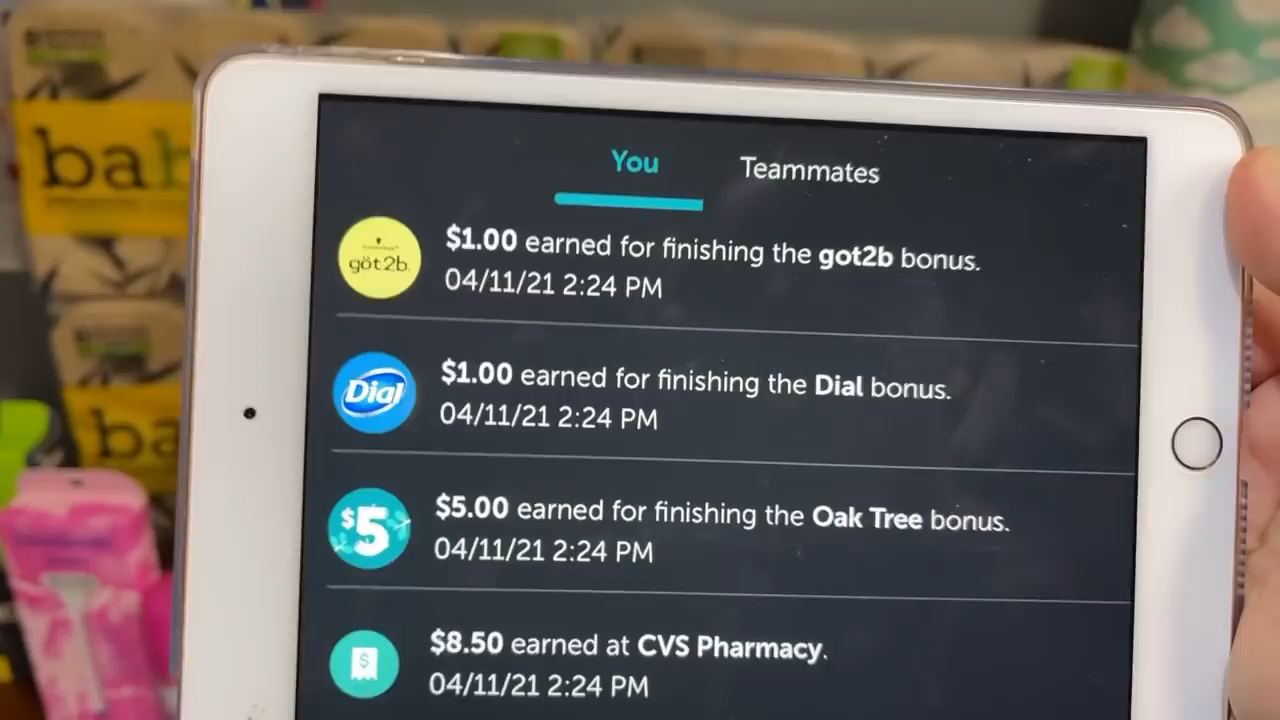 bab
You
Teammates
göt2b.
$1.00 earned for finishing the got2b bonus.
04/11/21 2:24 PM
Dial
$1.00 earned for finishing the Dial bonus.
04/11/21 2:24 PM
$5
$5.00 earned for finishing the Oak Tree bonus.
04/11/21 2:24 PM
$
$8.50 earned at CVS Pharmacy.
04/11/21 2:24 PM
ba